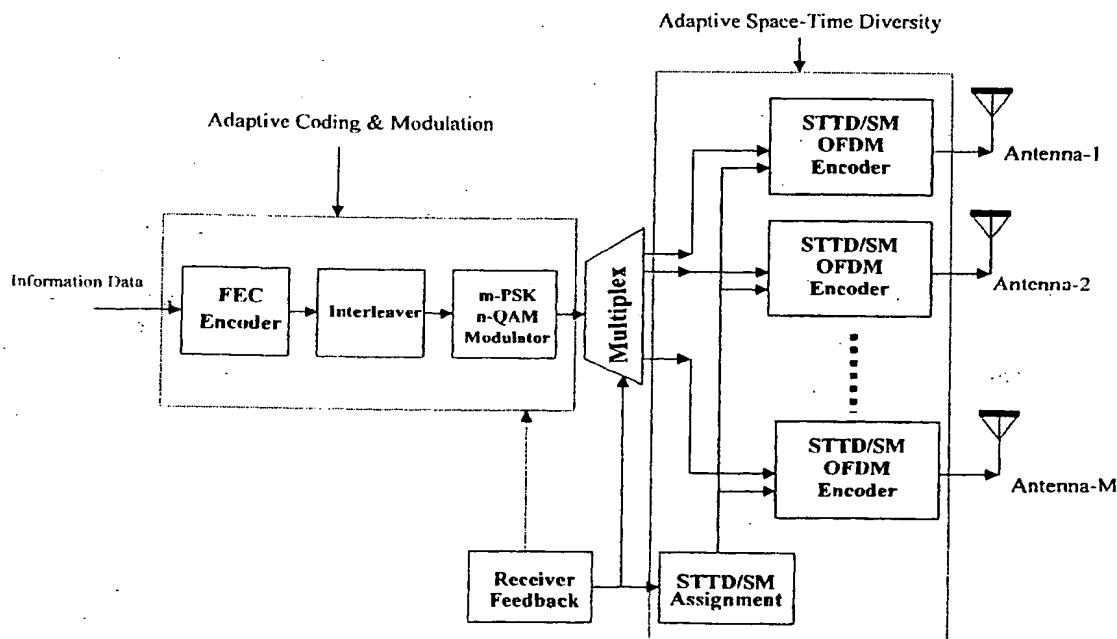 Adaptive Space-Time Diversity
Adaptive Coding & Modulation
STTD/SM
OFDM
Encoder
Antenna-1
STTD/SM
OFDM
Encoder
Antenna-2
Information Data
FEC
Encoder
Interleaver
m-PSK
n-QAM
Modulator
Multiplex
STTD/SM
OFDM
Encoder
Antenna-M
Receiver
Feedback
STTD/SM
Assignment